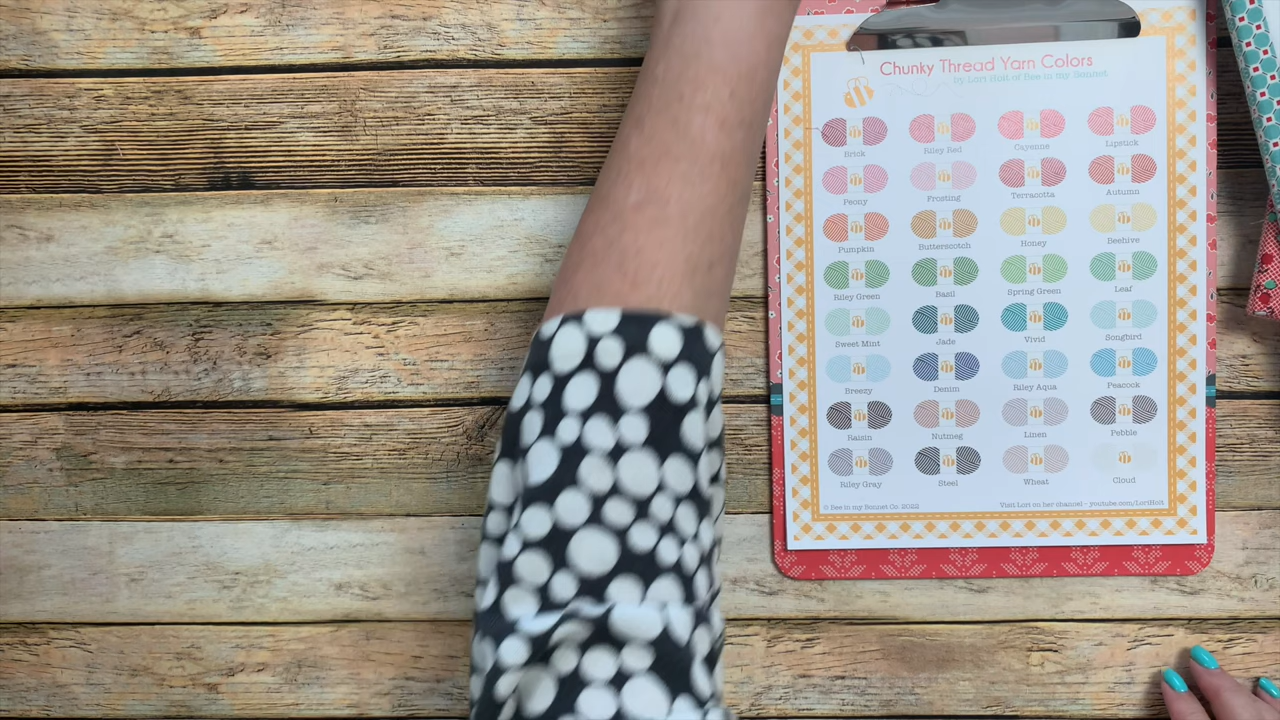 Chunky Thread Yarn Colors
by Lori Holt of Bee in my Bonnet
Brick Riley Red Cayenne Lipstick
Peony Frosting Terracotta Autumn
Pumpkin Butterscotch Honey Beehive
Riley Green Basil Spring Green Leaf
Sweet Mint Jade Vivid Songbird
Breezy Denim Riley Aqua Peacock
Raisin Nutmeg Linen Pebble
Riley Gray Steel Wheat Cloud
© Bee in my Bonnet Co. 2022 Visit Lori on her channel - youtube.com/LoriHolt